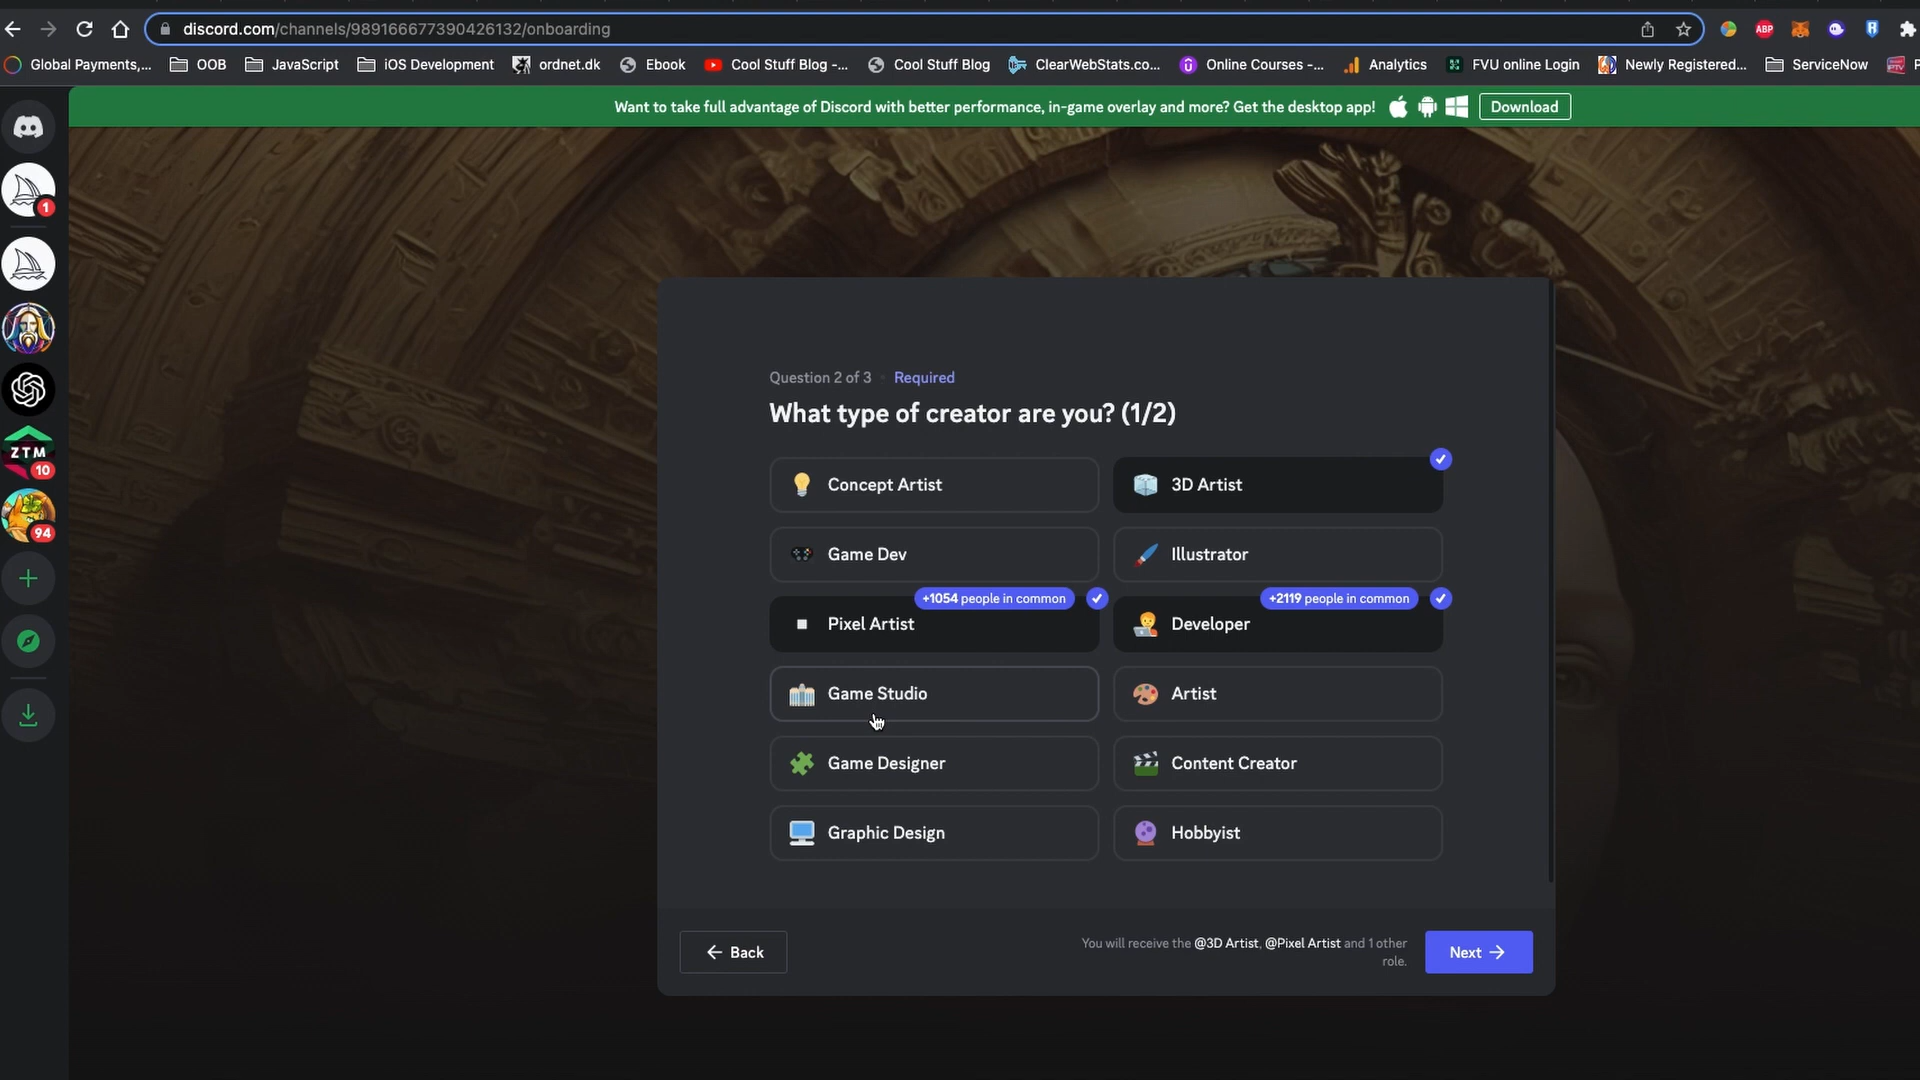 discord.com/channels/989166677390426132/onboarding
ABP
Global Payments,... OOB JavaScript iOS Development ordnet.dk Ebook Cool Stuff Blog -... Cool Stuff Blog ClearWebStats.co... Online Courses -... Analytics FVU online Login Newly Registered... ServiceNow
Want to take full advantage of Discord with better performance, in-game overlay and more? Get the desktop app! Download
1
ZTM
10
94
Question 2 of 3 Required
What type of creator are you? (1/2)
Concept Artist
3D Artist
Game Dev
Illustrator
+1054 people in common
Pixel Artist
+2119 people in common
Developer
Game Studio
Artist
Game Designer
Content Creator
Graphic Design
Hobbyist
Back
You will receive the @3D Artist, @Pixel Artist and 1 other
role.
Next